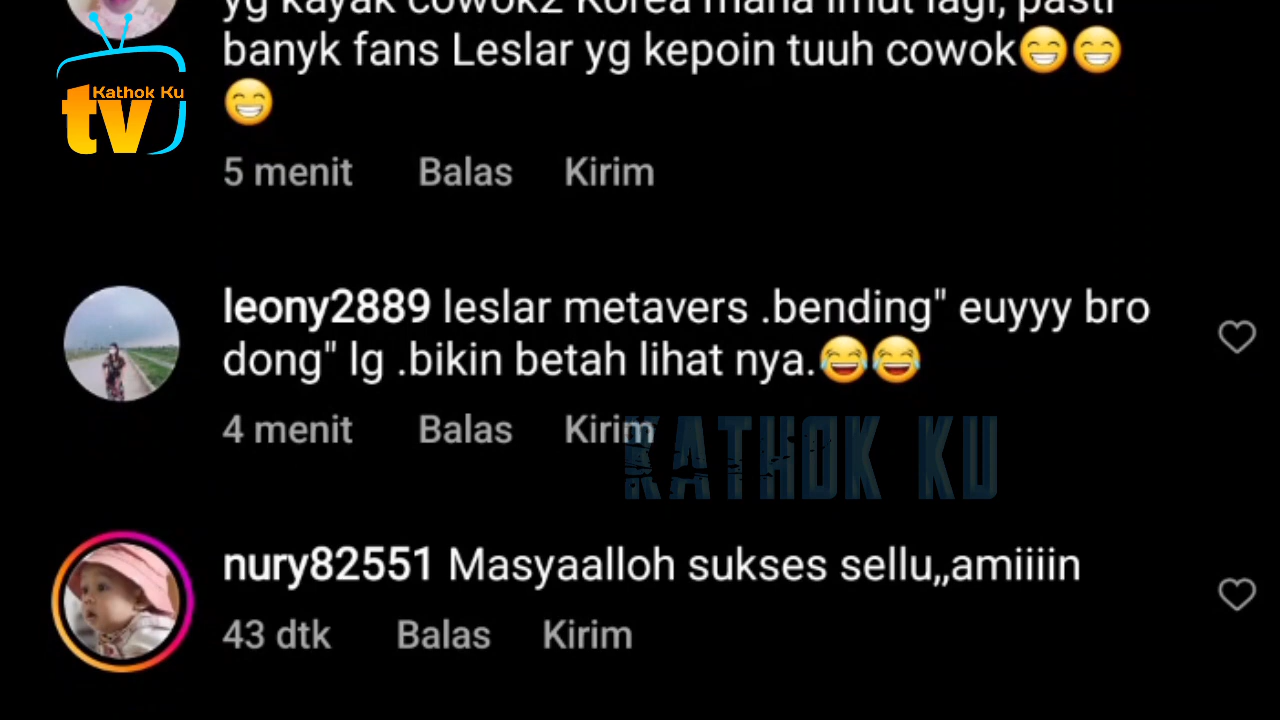 yg kayak cowok2 Korea mana imut lagi, pasti
banyk fans Leslar yg kepoin tuuh cowok😁😁
😁
Kathok Ku
tv
5 menit Balas Kirim
leony2889 leslar metavers .bending" euyyy bro
dong" lg .bikin betah lihat nya.😂😂
4 menit Balas Kirim
KATHOK KU
nury82551 Masyaalloh sukses sellu,,amiiiin
43 dtk Balas Kirim